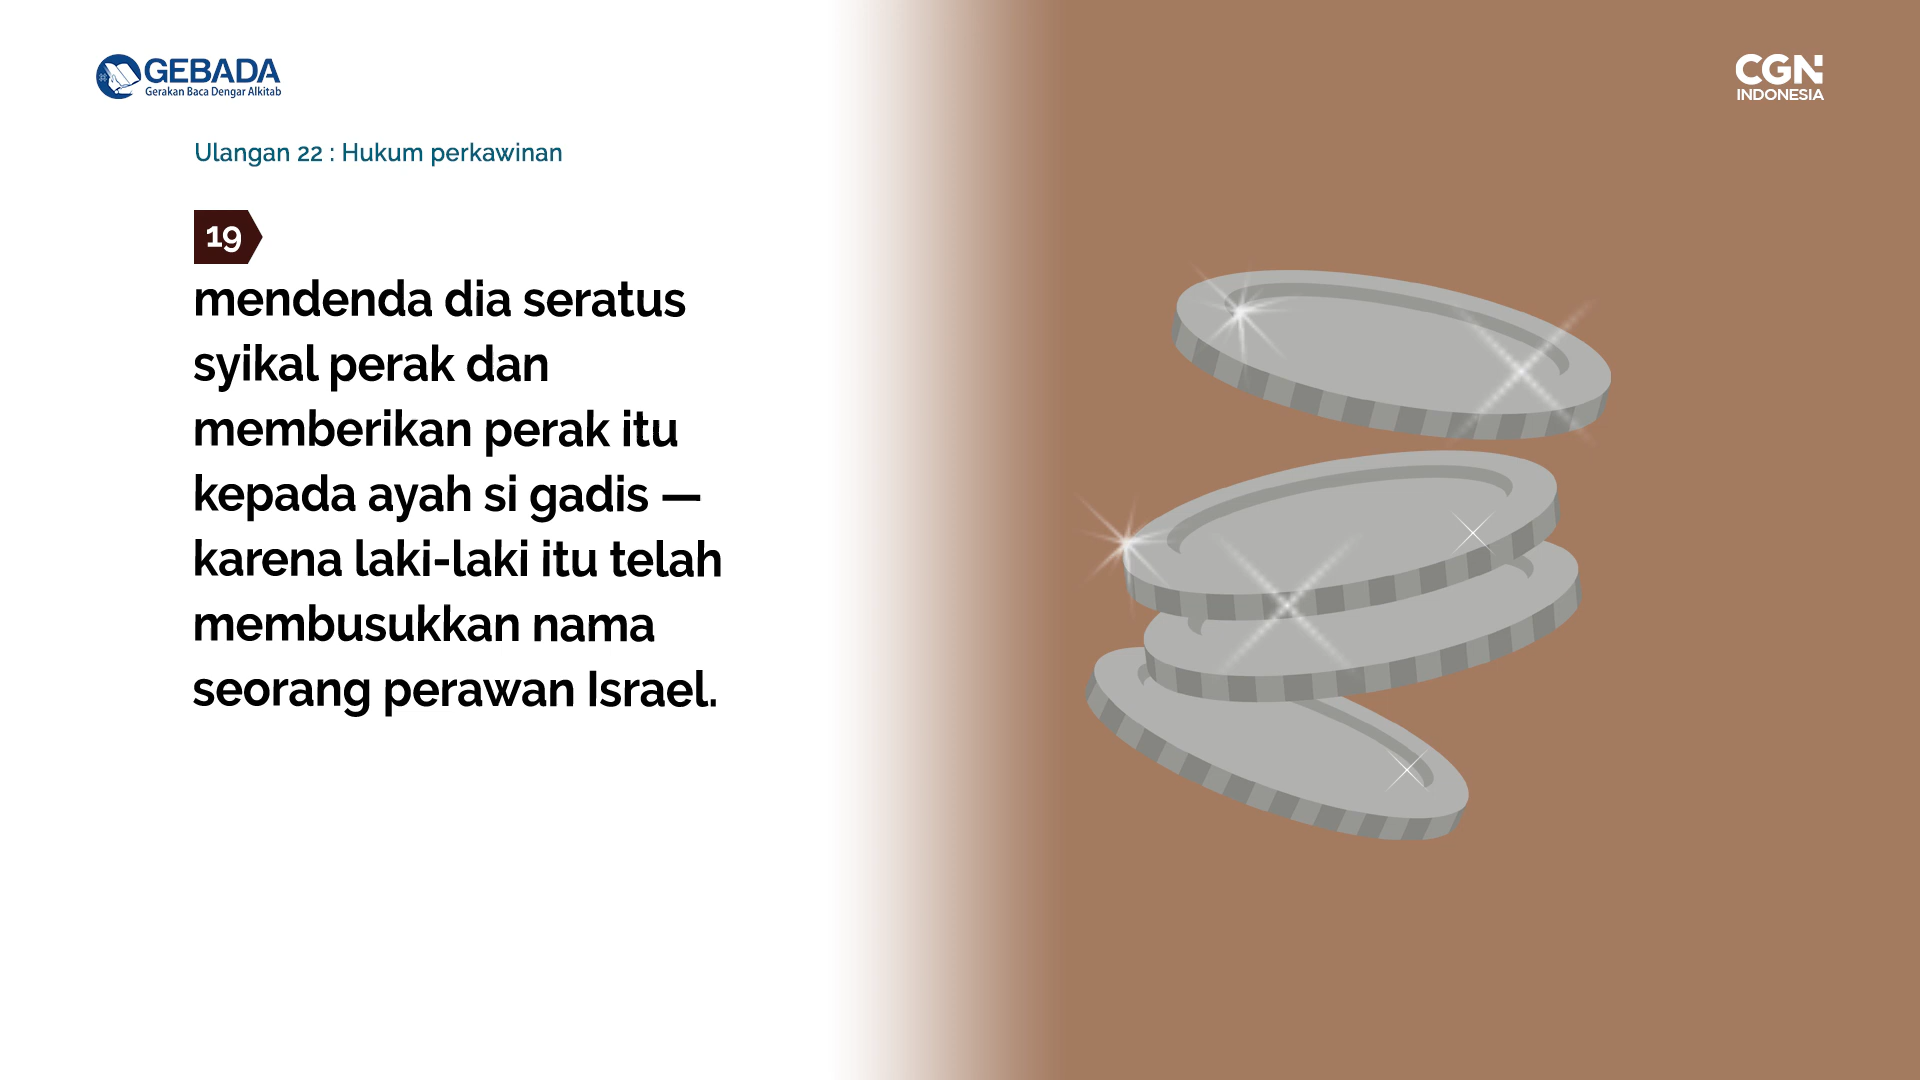 GEBADA
Gerakan Baca Dengar Alkitab
CGN
INDONESIA
Ulangan 22 : Hukum perkawinan
19
mendenda dia seratus
syikal perak dan
memberikan perak itu
kepada ayah si gadis —
karena laki-laki itu telah
membusukkan nama
seorang perawan Israel.